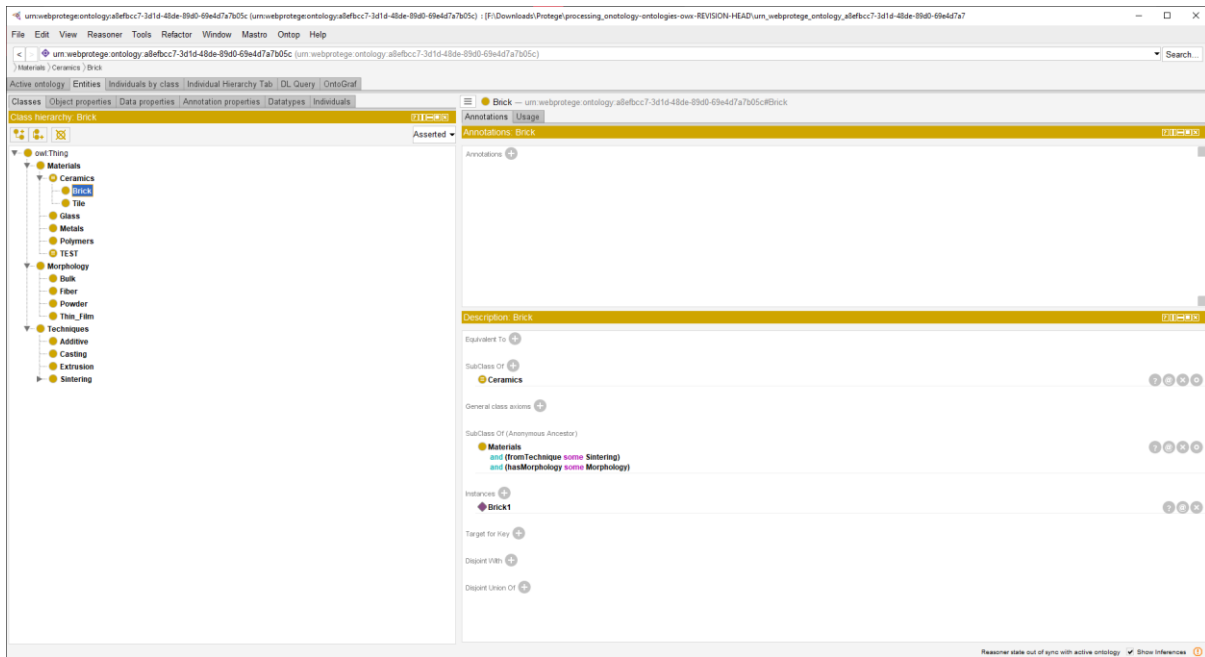 urn:webprotege:ontology:a8efbcc7-3d1d-48de-89d0-69e4d7a7b05c (urn:webprotege:ontology:a8efbcc7-3d1d-48de-89d0-69e4d7a7b05c) : [F:\Downloads\Protege\processing_onotology-ontologies-owx-REVISION-HEAD\urn_webprotege_ontology_a8efbcc7-3d1d-48de-89d0-69e4d7a7
File Edit View Reasoner Tools Refactor Window Mastro Ontop Help
< > urn:webprotege:ontology:a8efbcc7-3d1d-48de-89d0-69e4d7a7b05c (urn:webprotege:ontology:a8efbcc7-3d1d-48de-89d0-69e4d7a7b05c) Search...
Materials Ceramics Brick
Active ontology Entities Individuals by class Individual Hierarchy Tab DL Query OntoGraf
Classes Object properties Data properties Annotation properties Datatypes Individuals
Class hierarchy: Brick
Asserted
owl:Thing
Materials
Ceramics
Brick
Tile
Glass
Metals
Polymers
TEST
Morphology
Bulk
Fiber
Powder
Thin_Film
Techniques
Additive
Casting
Extrusion
Sintering
Brick — urn:webprotege:ontology:a8efbcc7-3d1d-48de-89d0-69e4d7a7b05c#Brick
Annotations Usage
Annotations: Brick
Annotations
Description: Brick
Equivalent To
SubClass Of
Ceramics
General class axioms
SubClass Of (Anonymous Ancestor)
Materials
and (fromTechnique some Sintering)
and (hasMorphology some Morphology)
Instances
Brick1
Target for Key
Disjoint With
Disjoint Union Of
Reasoner state out of sync with active ontology Show Inferences